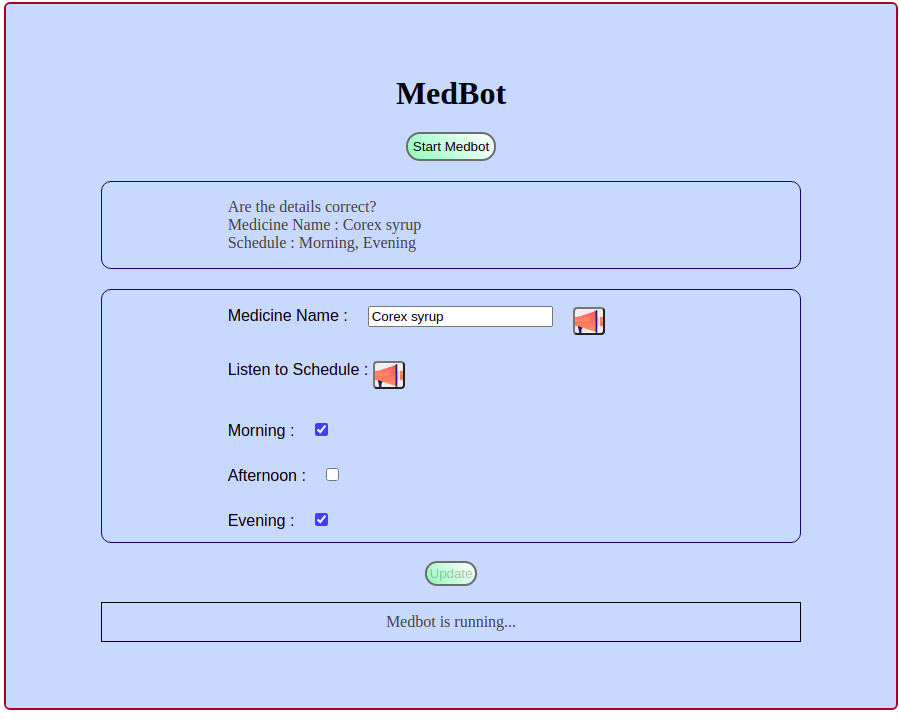 MedBot
Start Medbot
Are the details correct?
Medicine Name : Corex syrup
Schedule : Morning, Evening
Medicine Name : Corex syrup
Listen to Schedule :
Morning :
Afternoon :
Evening :
Update
Medbot is running...